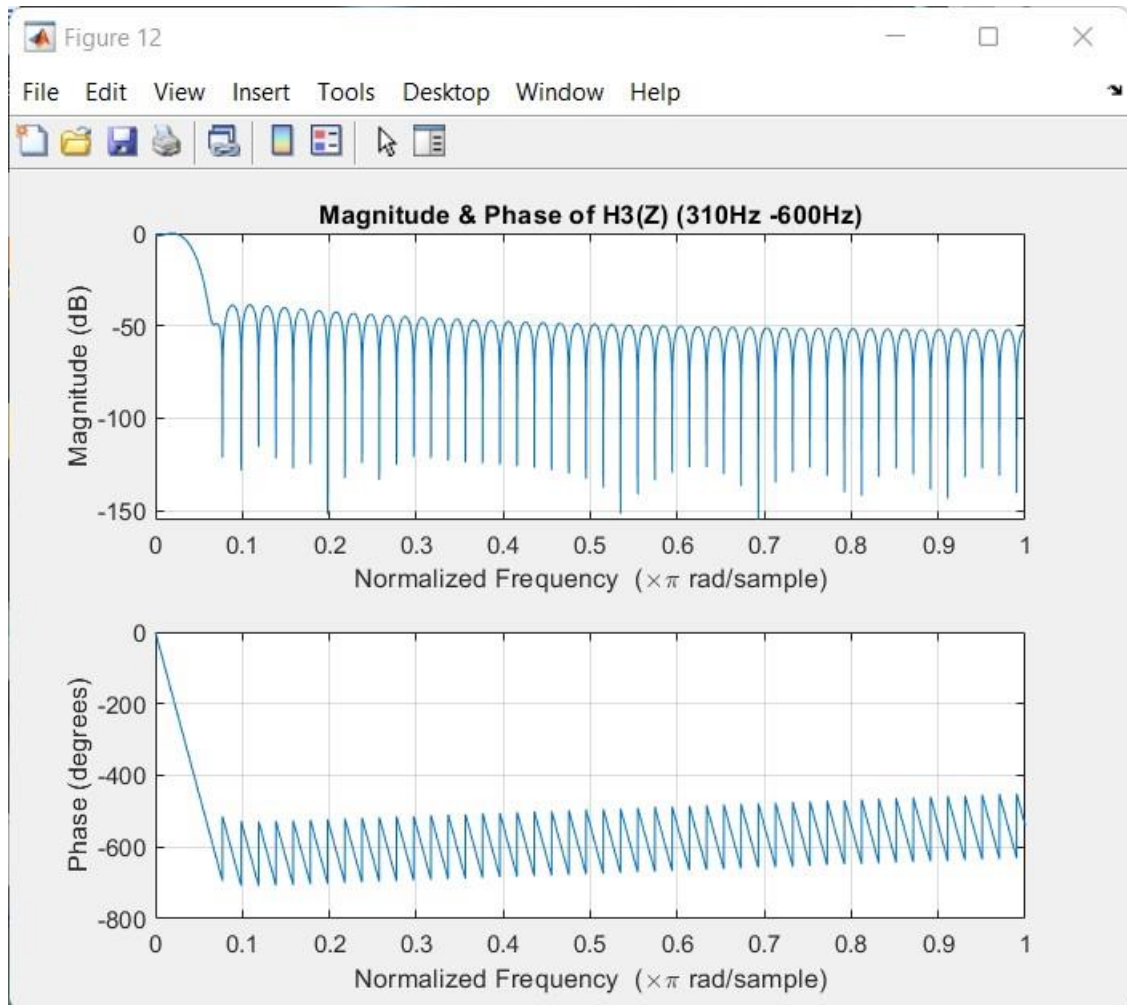 Figure 12
File Edit View Insert Tools Desktop Window Help
Magnitude & Phase of H3(Z) (310Hz -600Hz)
Magnitude (dB)
0
-50
-100
-150
0 0.1 0.2 0.3 0.4 0.5 0.6 0.7 0.8 0.9 1
Normalized Frequency (×π rad/sample)
Phase (degrees)
0
-200
-400
-600
-800
0 0.1 0.2 0.3 0.4 0.5 0.6 0.7 0.8 0.9 1
Normalized Frequency (×π rad/sample)